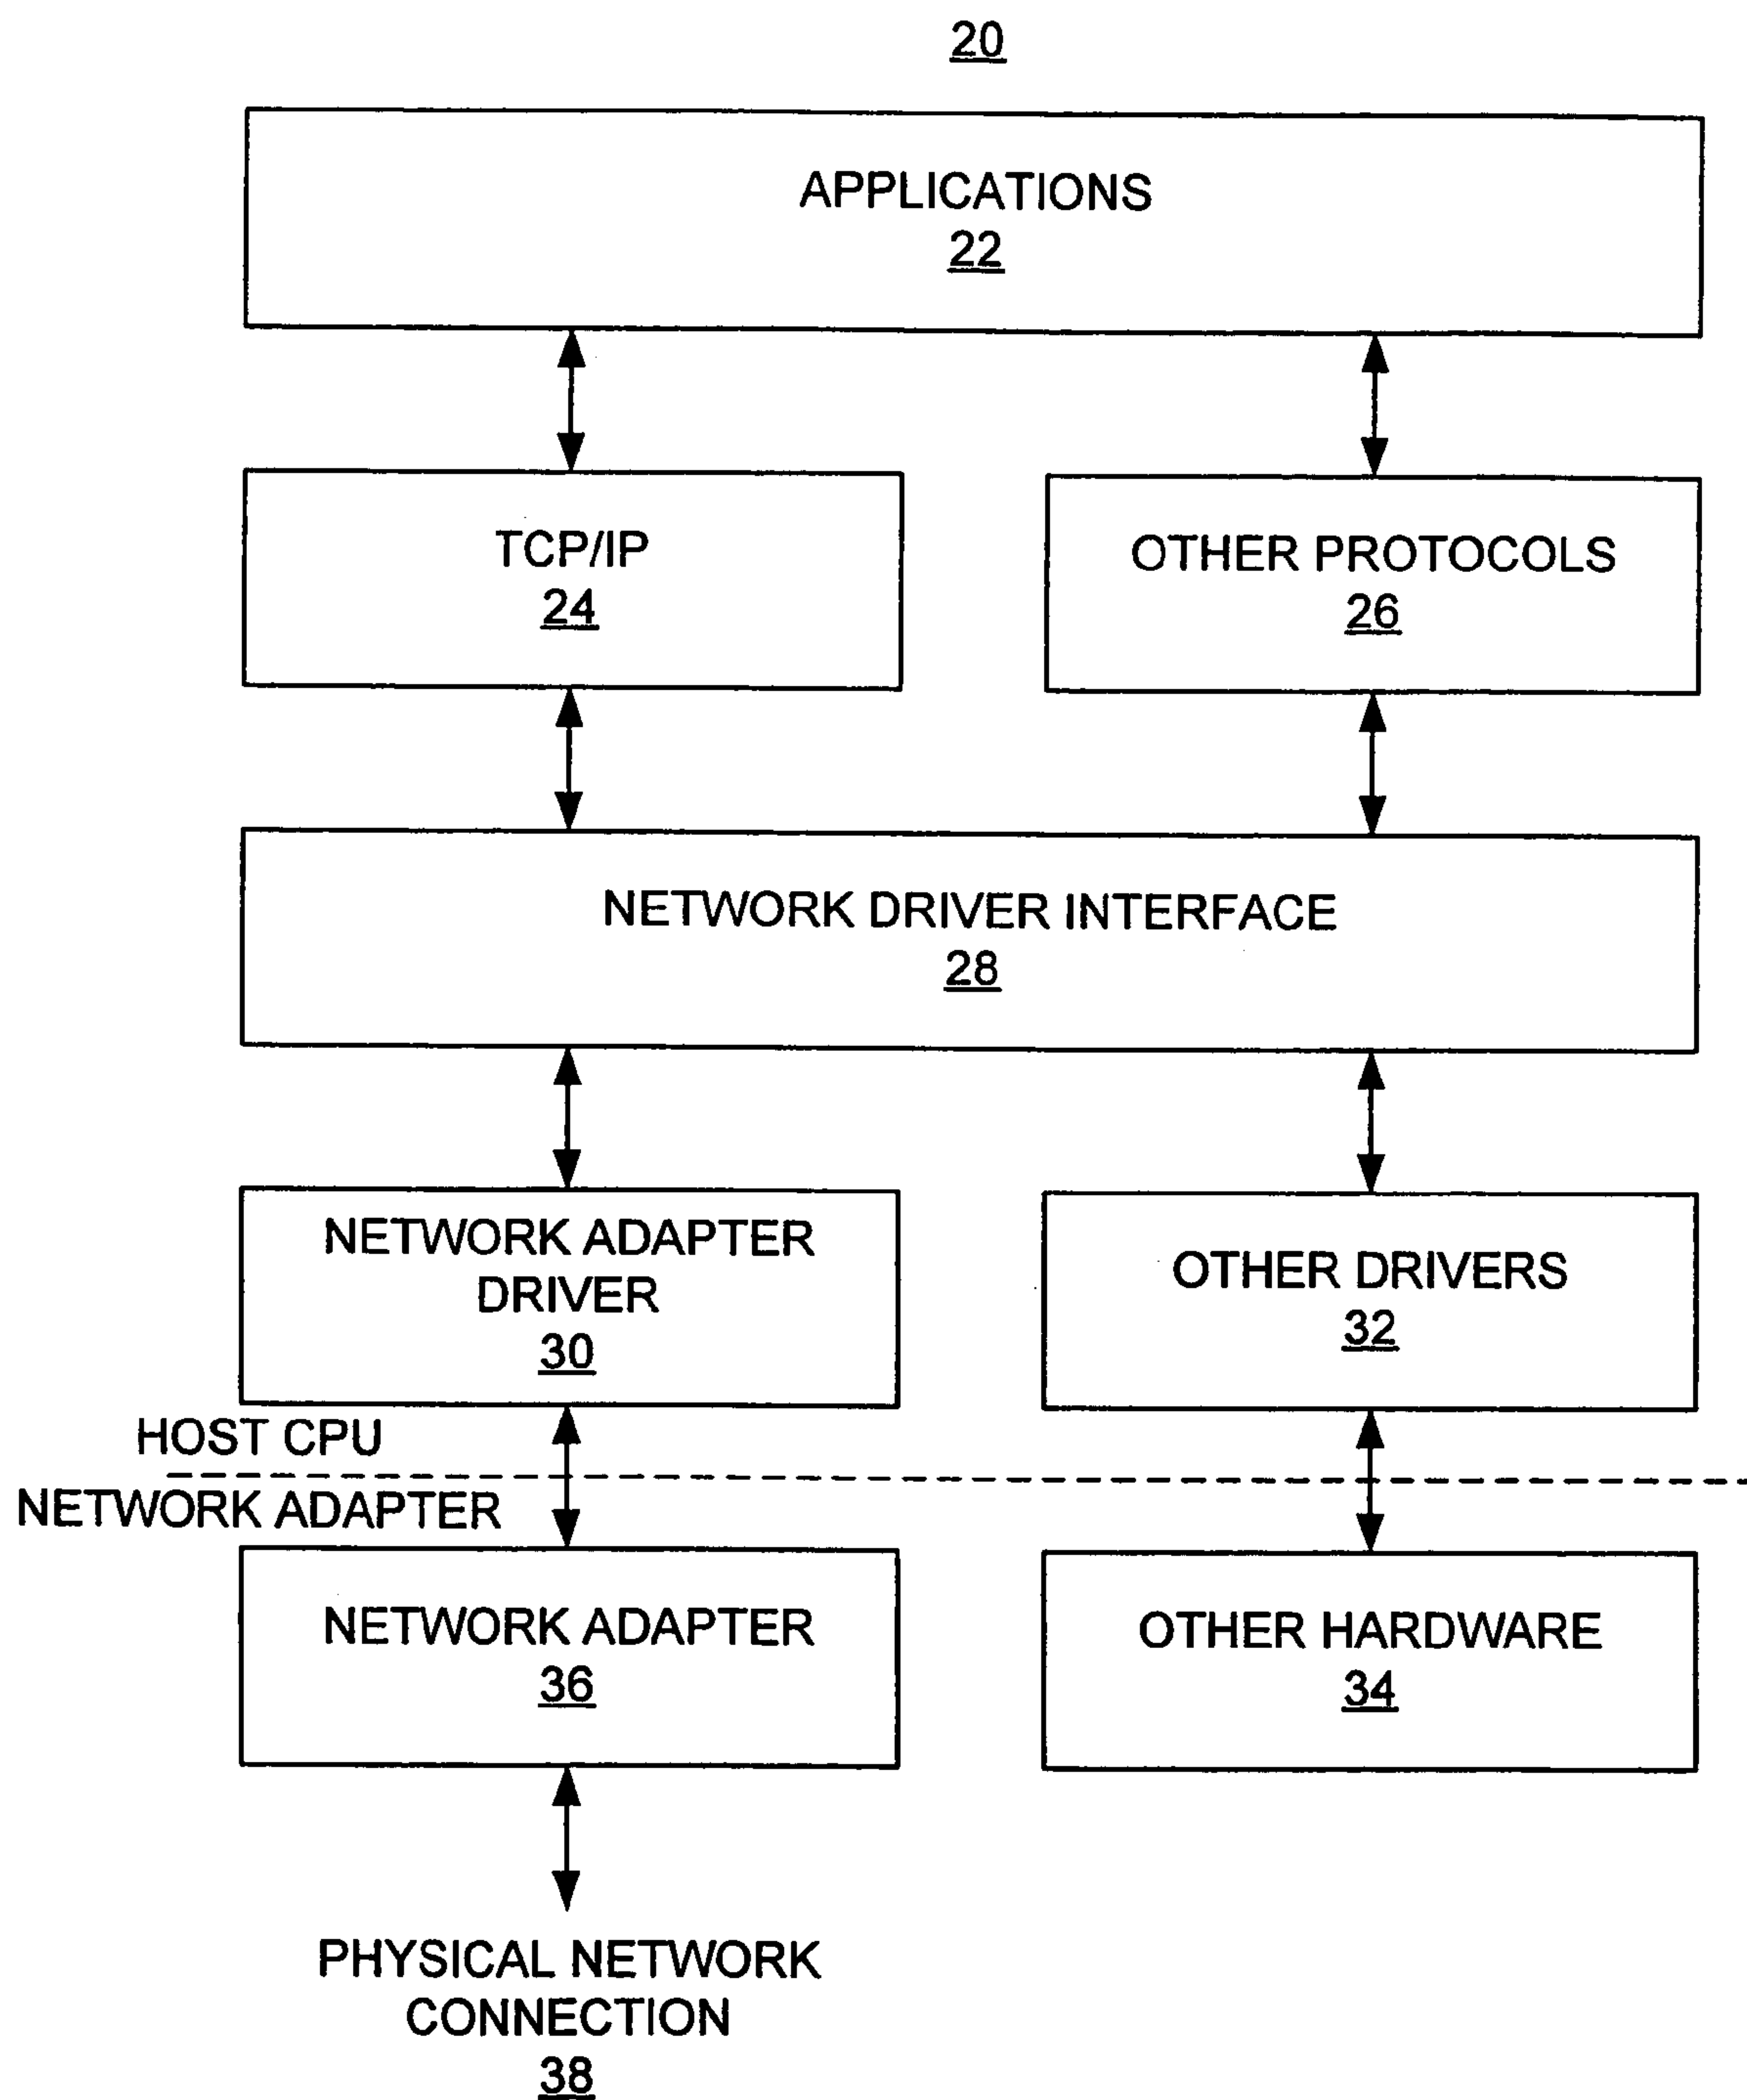 20
APPLICATIONS
22
TCP/IP
24
OTHER PROTOCOLS
26
NETWORK DRIVER INTERFACE
28
NETWORK ADAPTER
DRIVER
30
OTHER DRIVERS
32
HOST CPU
NETWORK ADAPTER
NETWORK ADAPTER
36
OTHER HARDWARE
34
PHYSICAL NETWORK
CONNECTION
38